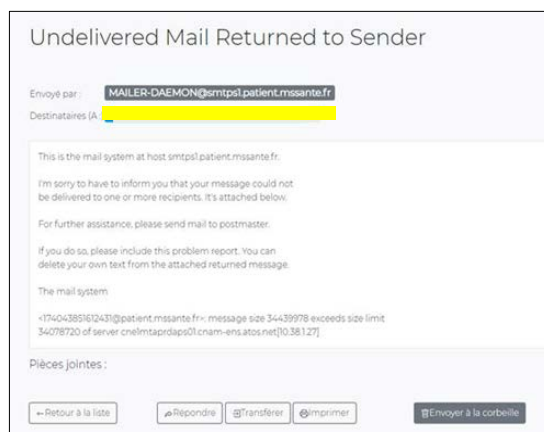 Undelivered Mail Returned to Sender
Envoyé par : MAILER-DAEMON@smtps1.patient.mssante.fr
Destinataires (A :
This is the mail system at host smtps1.patient.mssante.fr.
I'm sorry to have to inform you that your message could not
be delivered to one or more recipients. It's attached below.
For further assistance, please send mail to postmaster.
If you do so, please include this problem report. You can
delete your own text from the attached returned message.
The mail system
<174043851612431@patient.mssante.fr>: message size 34439978 exceeds size limit
34078720 of server cnelmtaprdaps01.cnam-ens.atos.net[10.38.1.27]
Pièces jointes :
Retour à la liste
Répondre
Transférer
Imprimer
Envoyer à la corbeille